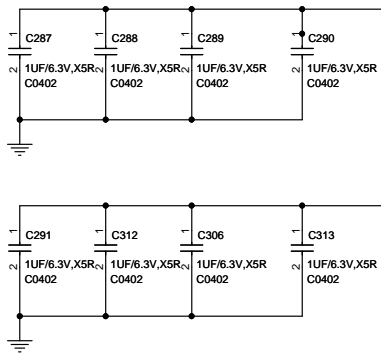 1 C287 1 C288 1 C289 1 C290
2 1UF/6.3V,X5R 2 1UF/6.3V,X5R 2 1UF/6.3V,X5R 2 1UF/6.3V,X5R
C0402 C0402 C0402 C0402
1 C291 1 C312 1 C306 1 C313
2 1UF/6.3V,X5R 2 1UF/6.3V,X5R 2 1UF/6.3V,X5R 2 1UF/6.3V,X5R
C0402 C0402 C0402 C0402